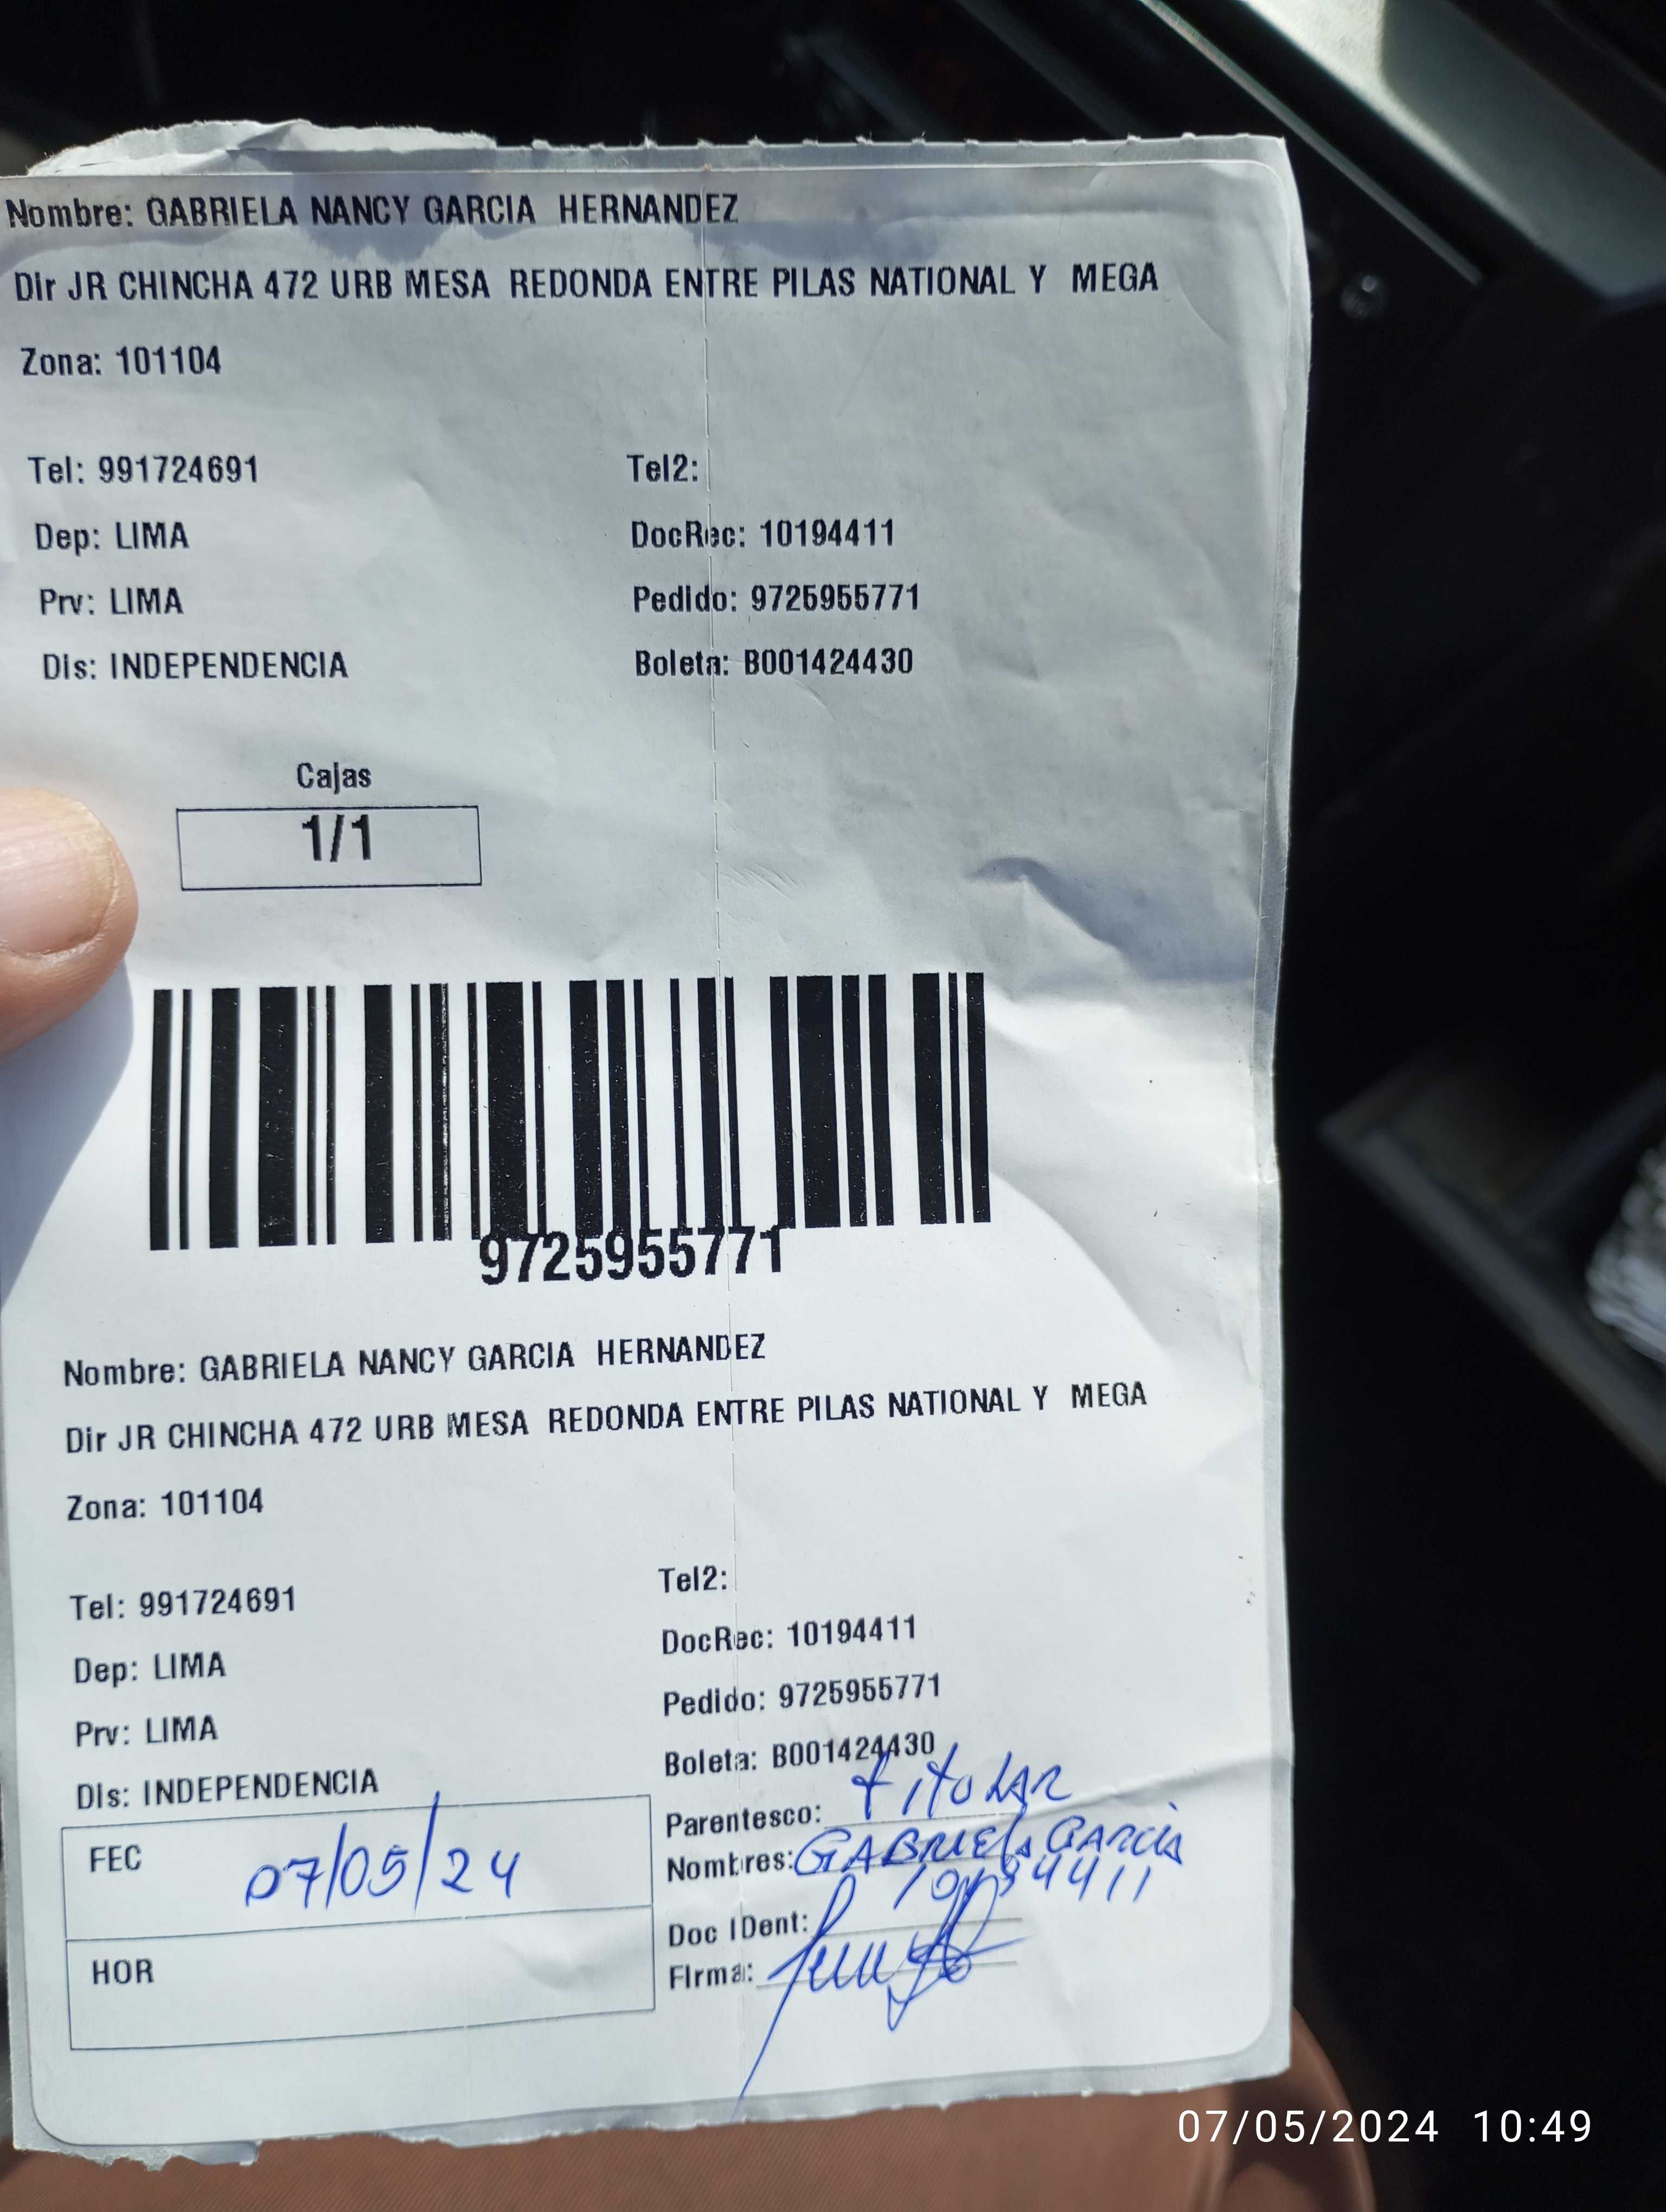 Nombre: GABRIELA NANCY GARCIA HERNANDEZ
Dir JR CHINCHA 472 URB MESA REDONDA ENTRE PILAS NATIONAL Y MEGA
Zona: 101104
Tel: 991724691 Tel2:
Dep: LIMA DocRec: 10194411
Prv: LIMA Pedido: 9725955771
Dis: INDEPENDENCIA Boleta: B001424430
Cajas
1/1
9725955771
Nombre: GABRIELA NANCY GARCIA HERNANDEZ
Dir JR CHINCHA 472 URB MESA REDONDA ENTRE PILAS NATIONAL Y MEGA
Zona: 101104
Tel: 991724691 Tel2:
Dep: LIMA DocRec: 10194411
Prv: LIMA Pedido: 9725955771
Dis: INDEPENDENCIA Boleta: B001424430
Parentesco: titular
FEC 07/05/24 Nombres: Gabriela Garcia
10194411
Doc IDent:
HOR Firma:
07/05/2024 10:49